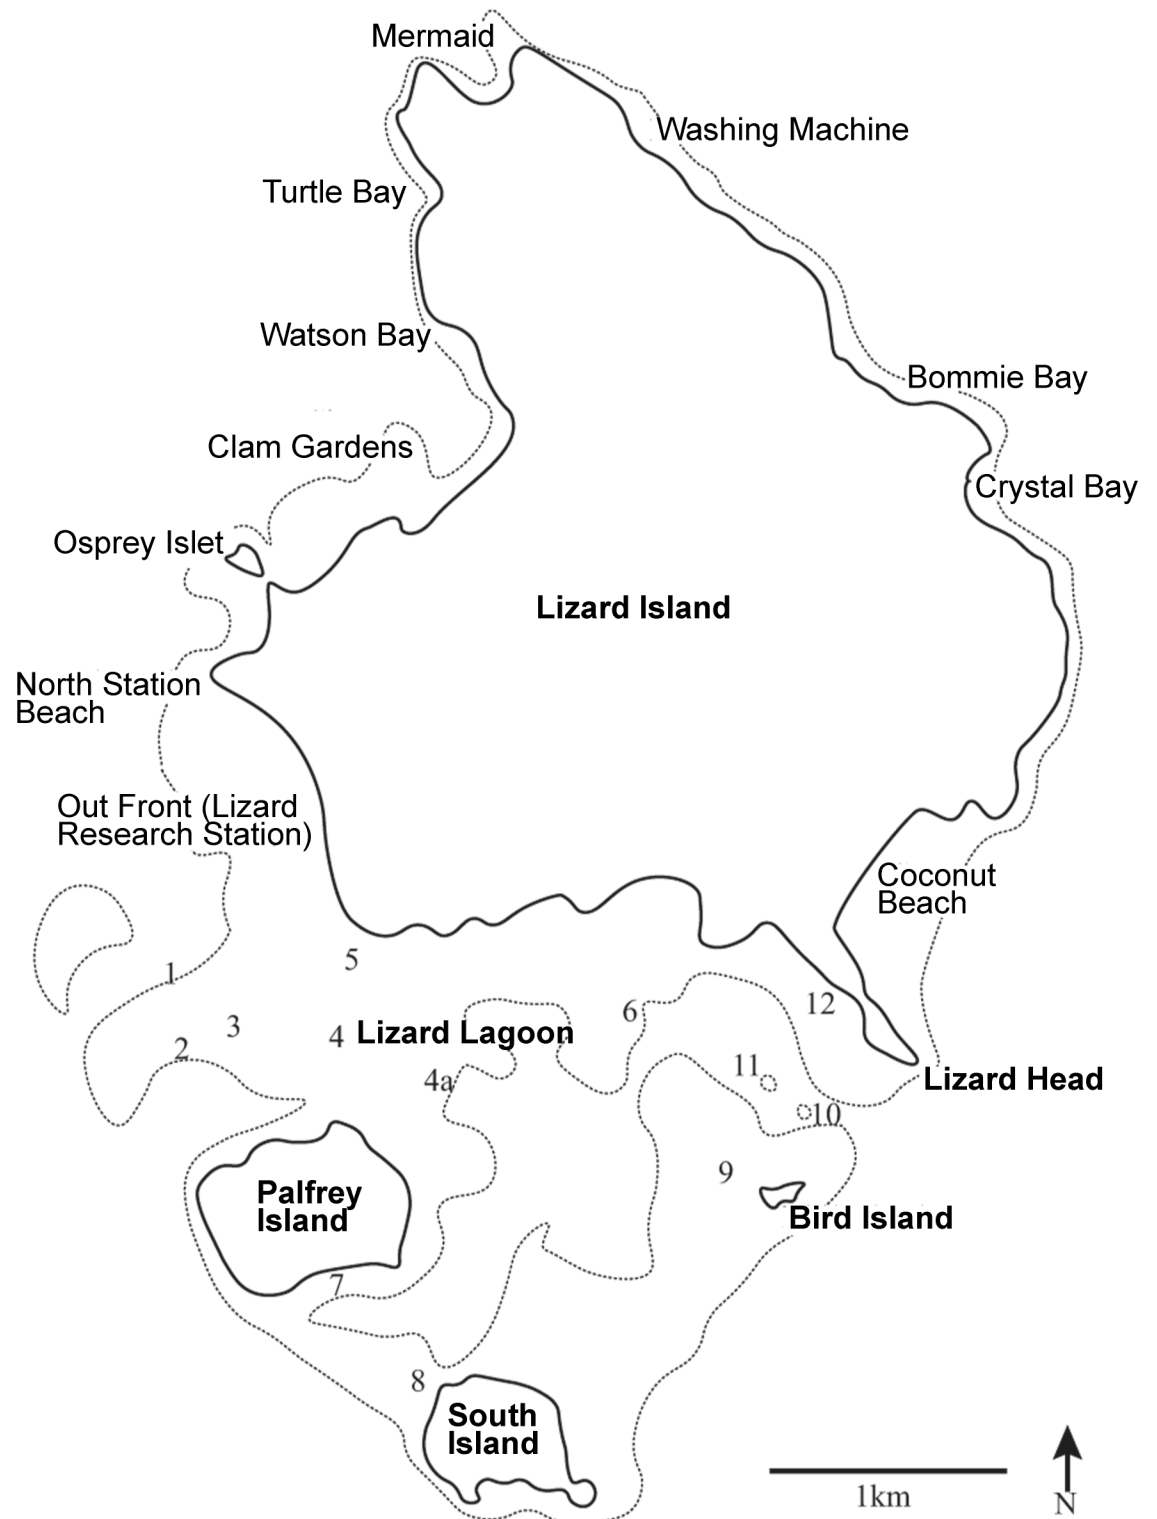 Mermaid
Washing Machine
Turtle Bay
Watson Bay
Bommie Bay
Clam Gardens
Crystal Bay
Osprey Islet
Lizard Island
North Station
Beach
Out Front (Lizard
Research Station)
Coconut
Beach
5
1
12
6
3
2
4
Lizard Lagoon
11
4a
Lizard Head
10
9
Palfrey
Island
Bird Island
7
8
South
Island
1km
N